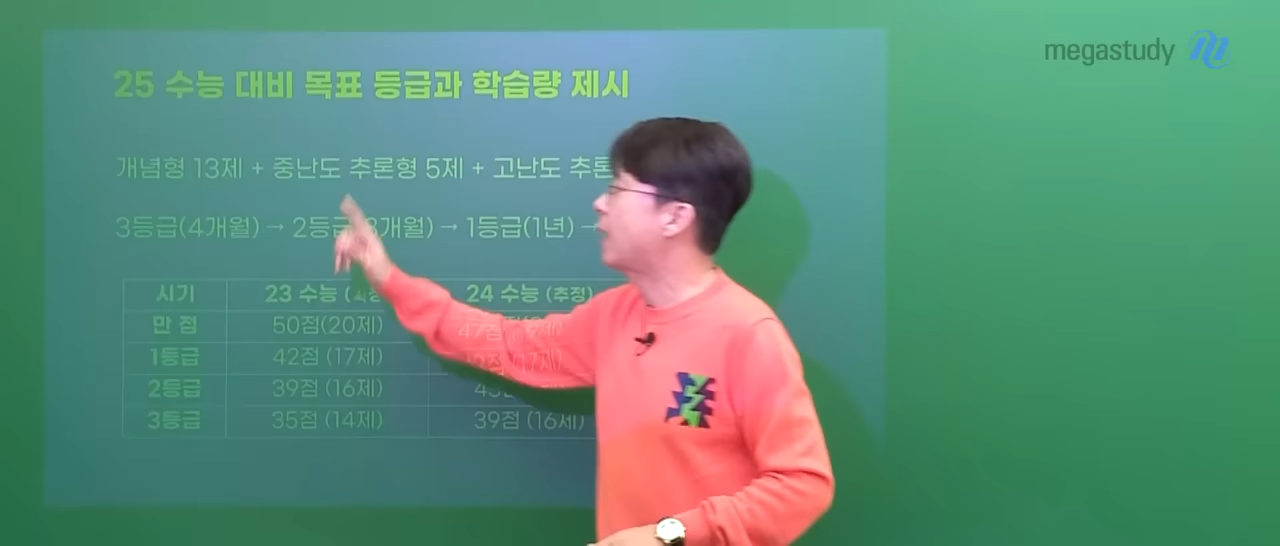 megastudy
25 수능 대비 목표 등급과 학습량 제시
개념형 13제 + 중난도 추론형 5제 + 고난도 추론
3등급(4개월) → 2등급 개월) → 1등급(1년) →
시기 23 수능 24 수능 (추정)
만 점 50점(20제)
1등급 42점 (17제) (17제)
2등급 39점 (16제)
3등급 35점 (14제) 39점 (16제)